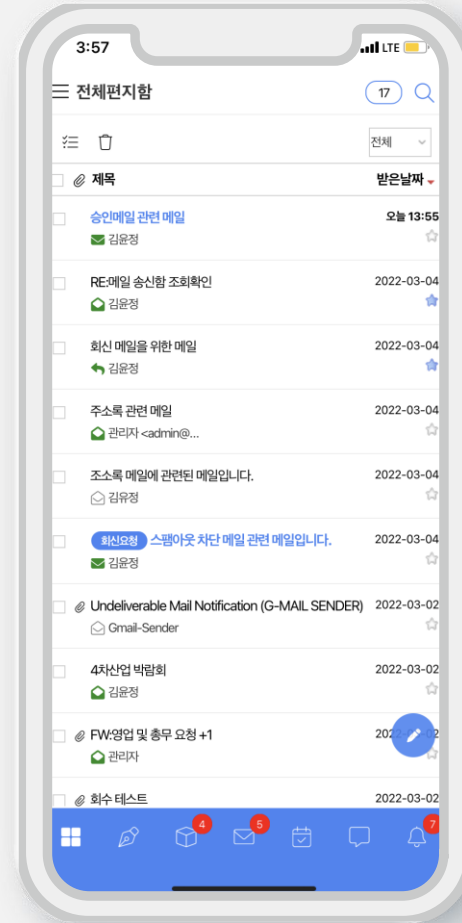 3:57
LTE
전체편지함
17
전체
제목
받은날짜
승인메일 관련 메일
오늘 13:55
김윤정
RE:메일 송신함 조회확인
2022-03-04
김윤정
회신 메일을 위한 메일
2022-03-04
김윤정
주소록 관련 메일
2022-03-04
관리자 <admin@...
조소록 메일에 관련된 메일입니다.
2022-03-04
김유정
회신요청 스팸아웃 차단 메일 관련 메일입니다.
2022-03-04
김윤정
Undeliverable Mail Notification (G-MAIL SENDER)
2022-03-02
Gmail-Sender
4차산업 박람회
2022-03-02
김윤정
FW:영업 및 총무 요청 +1
관리자
회수 테스트
2022-03-02
4
5
7